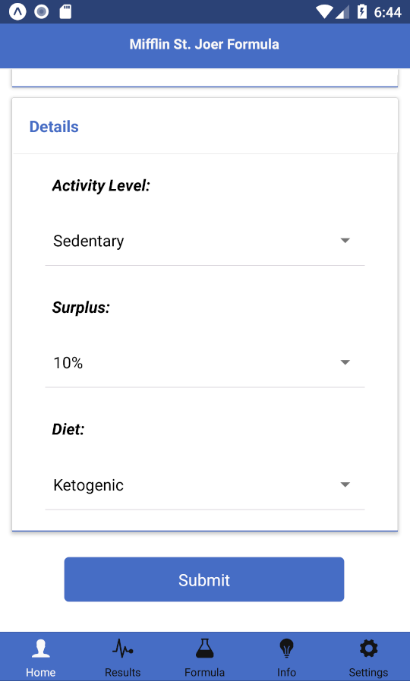 6:44
Mifflin St. Joer Formula
Details
Activity Level:
Sedentary
Surplus:
10%
Diet:
Ketogenic
Submit
Home Results Formula Info Settings